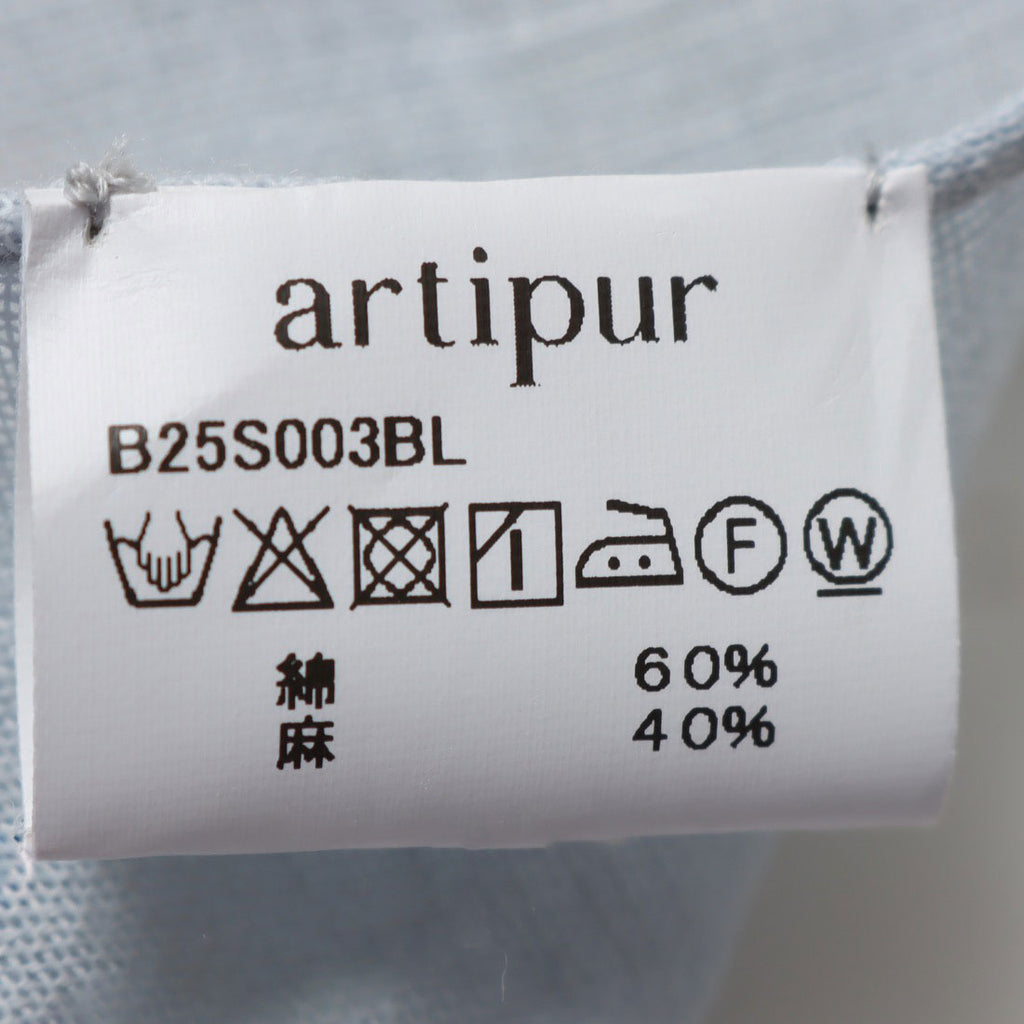 artipur
B25S003BL
F W
綿 60%
麻 40%